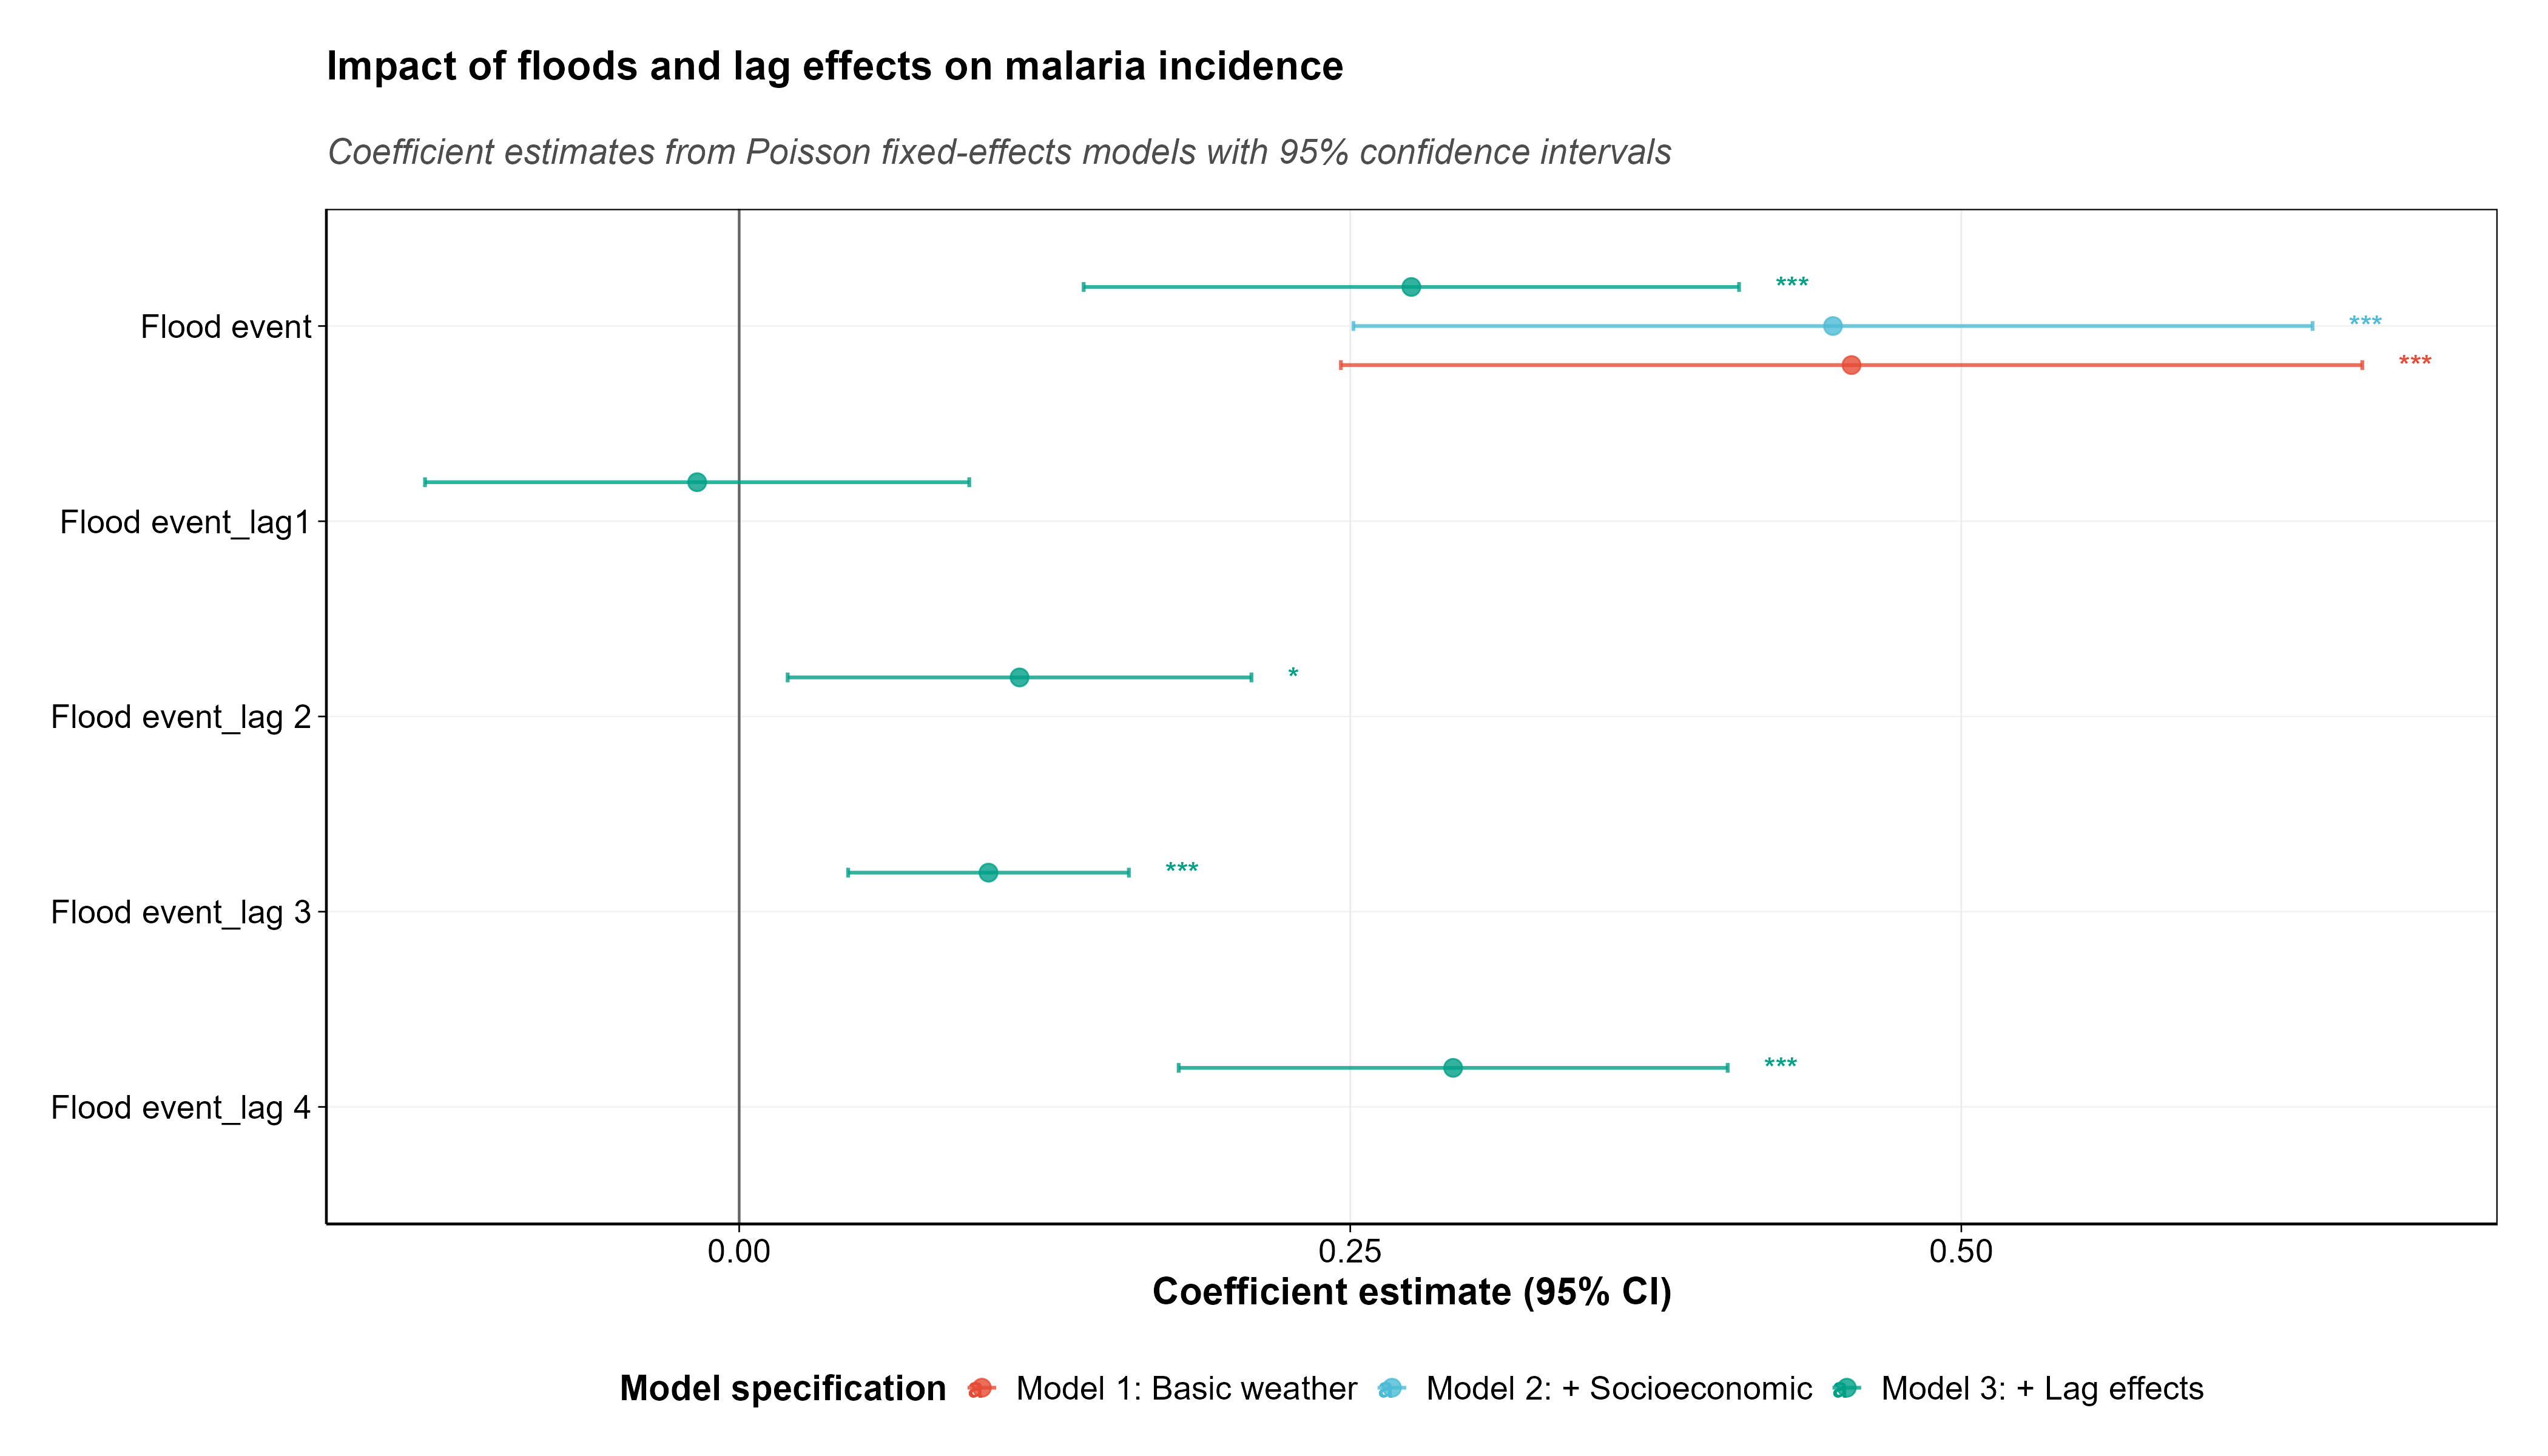 Impact of floods and lag effects on malaria incidence
Coefficient estimates from Poisson fixed-effects models with 95% confidence intervals
***
Flood event
***
***
Flood event_lag1
*
Flood event_lag 2
***
Flood event_lag 3
***
Flood event_lag 4
0.00 0.25 0.50
Coefficient estimate (95% CI)
Model specification a Model 1: Basic weather a Model 2: + Socioeconomic a Model 3: + Lag effects